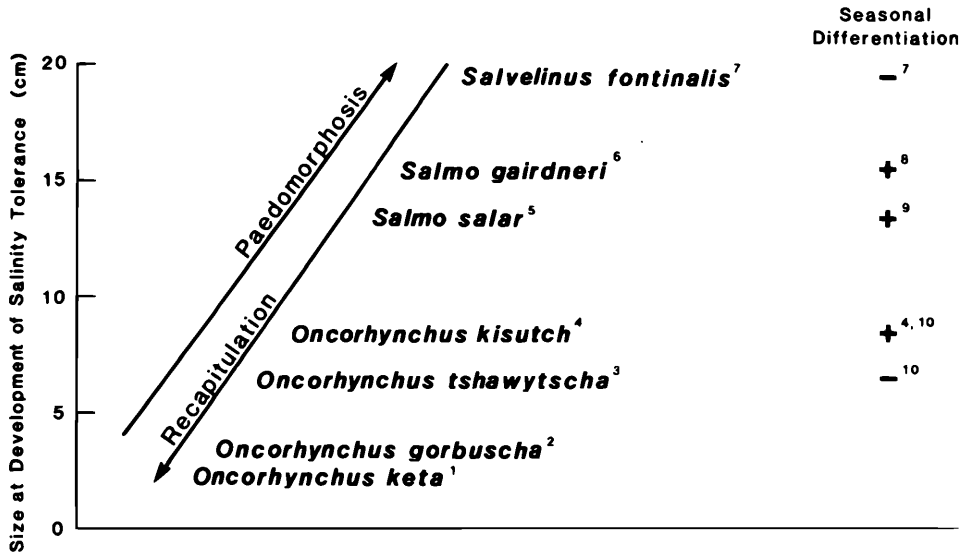 Seasonal
Differentiation
Size at Development of Salinity Tolerance (cm)
20
15
10
5
0
Paedomorphosis
Recapitulation
Salvelinus fontinalis7
− 7
Salmo gairdneri6
+ 8
Salmo salar5
+ 9
Oncorhynchus kisutch4
+ 4, 10
Oncorhynchus tshawytscha3
− 10
Oncorhynchus gorbuscha2
Oncorhynchus keta1